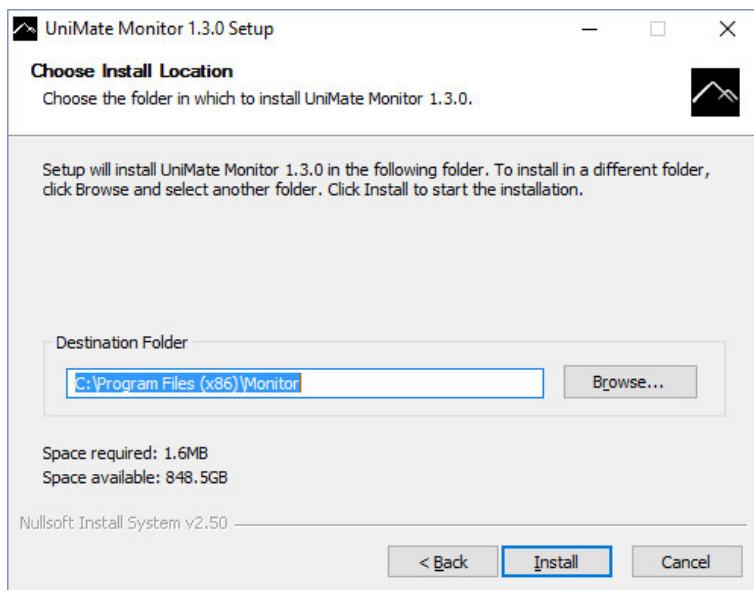 UniMate Monitor 1.3.0 Setup
Choose Install Location
Choose the folder in which to install UniMate Monitor 1.3.0.
Setup will install UniMate Monitor 1.3.0 in the following folder. To install in a different folder,
click Browse and select another folder. Click Install to start the installation.
Destination Folder
C:\Program Files (x86)\Monitor
Browse...
Space required: 1.6MB
Space available: 848.5GB
Nullsoft Install System v2.50
< Back
Install
Cancel